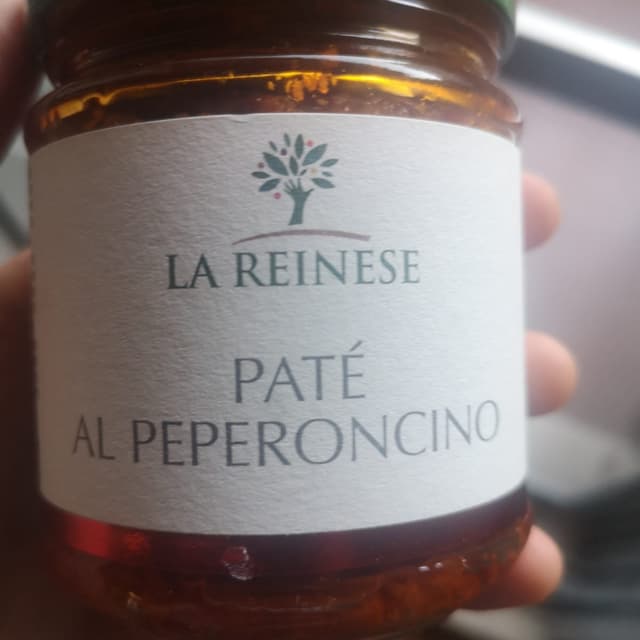 LA REINESE
PATÉ
AL PEPERONCINO